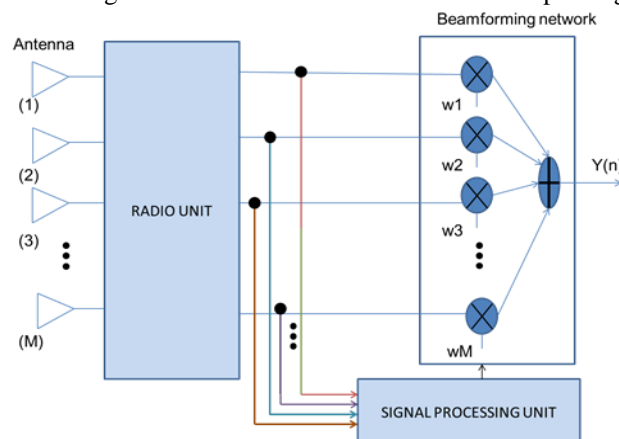 Beamforming network
Antenna
(1)
(2)
(3)
(M)
RADIO UNIT
w1
w2
w3
wM
Y(n)
SIGNAL PROCESSING UNIT